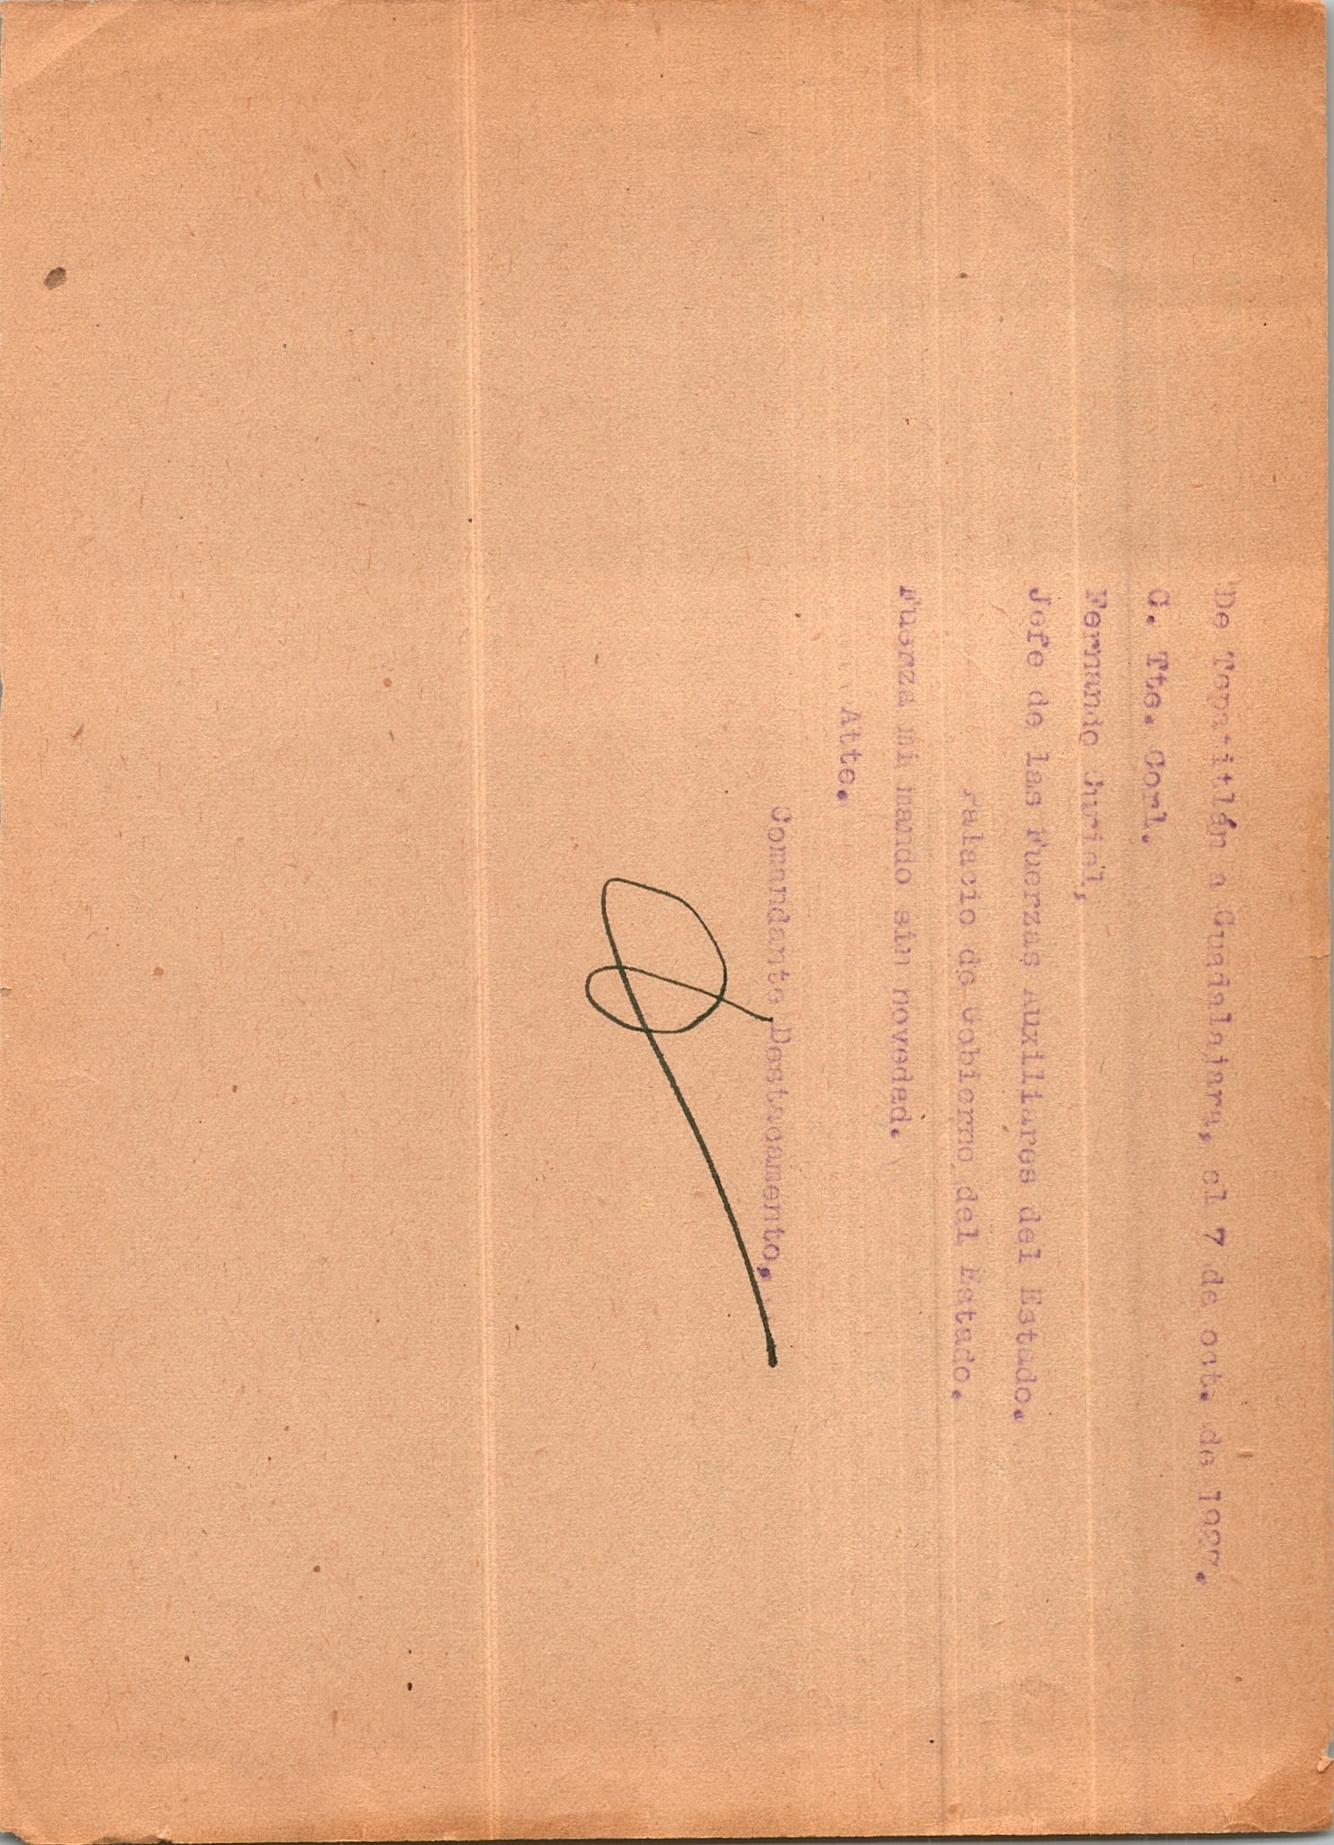 De Tepatitlán a Guadalajara, el 7 de oct. de 1927.
C. Tte. Corl.
Fernando Curiel,
Jefe de las Fuerzas Auxiliares del Estado.
Palacio de Gobierno del Estado.
Fuerza mi mando sin novedad.
Atte.
Comandante Destacamento.